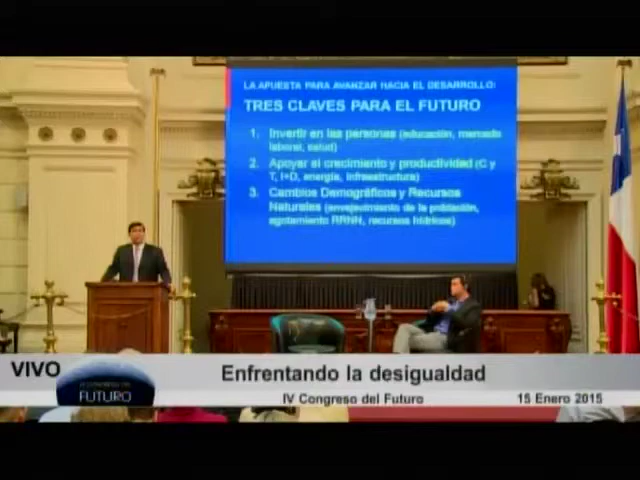 LA APUESTA PARA AVANZAR HACIA EL DESARROLLO:
TRES CLAVES PARA EL FUTURO
1. Invertir en las personas (educación, mercado
laboral, salud)
2. Apoyar el crecimiento y productividad (C y
T, I+D, energía, infraestructura)
3. Cambios Demográficos y Recursos
Naturales (envejecimiento de la población,
agotamiento RRNN, recursos hídricos)
VIVO
Enfrentando la desigualdad
FUTURO
IV Congreso del Futuro
15 Enero 2015